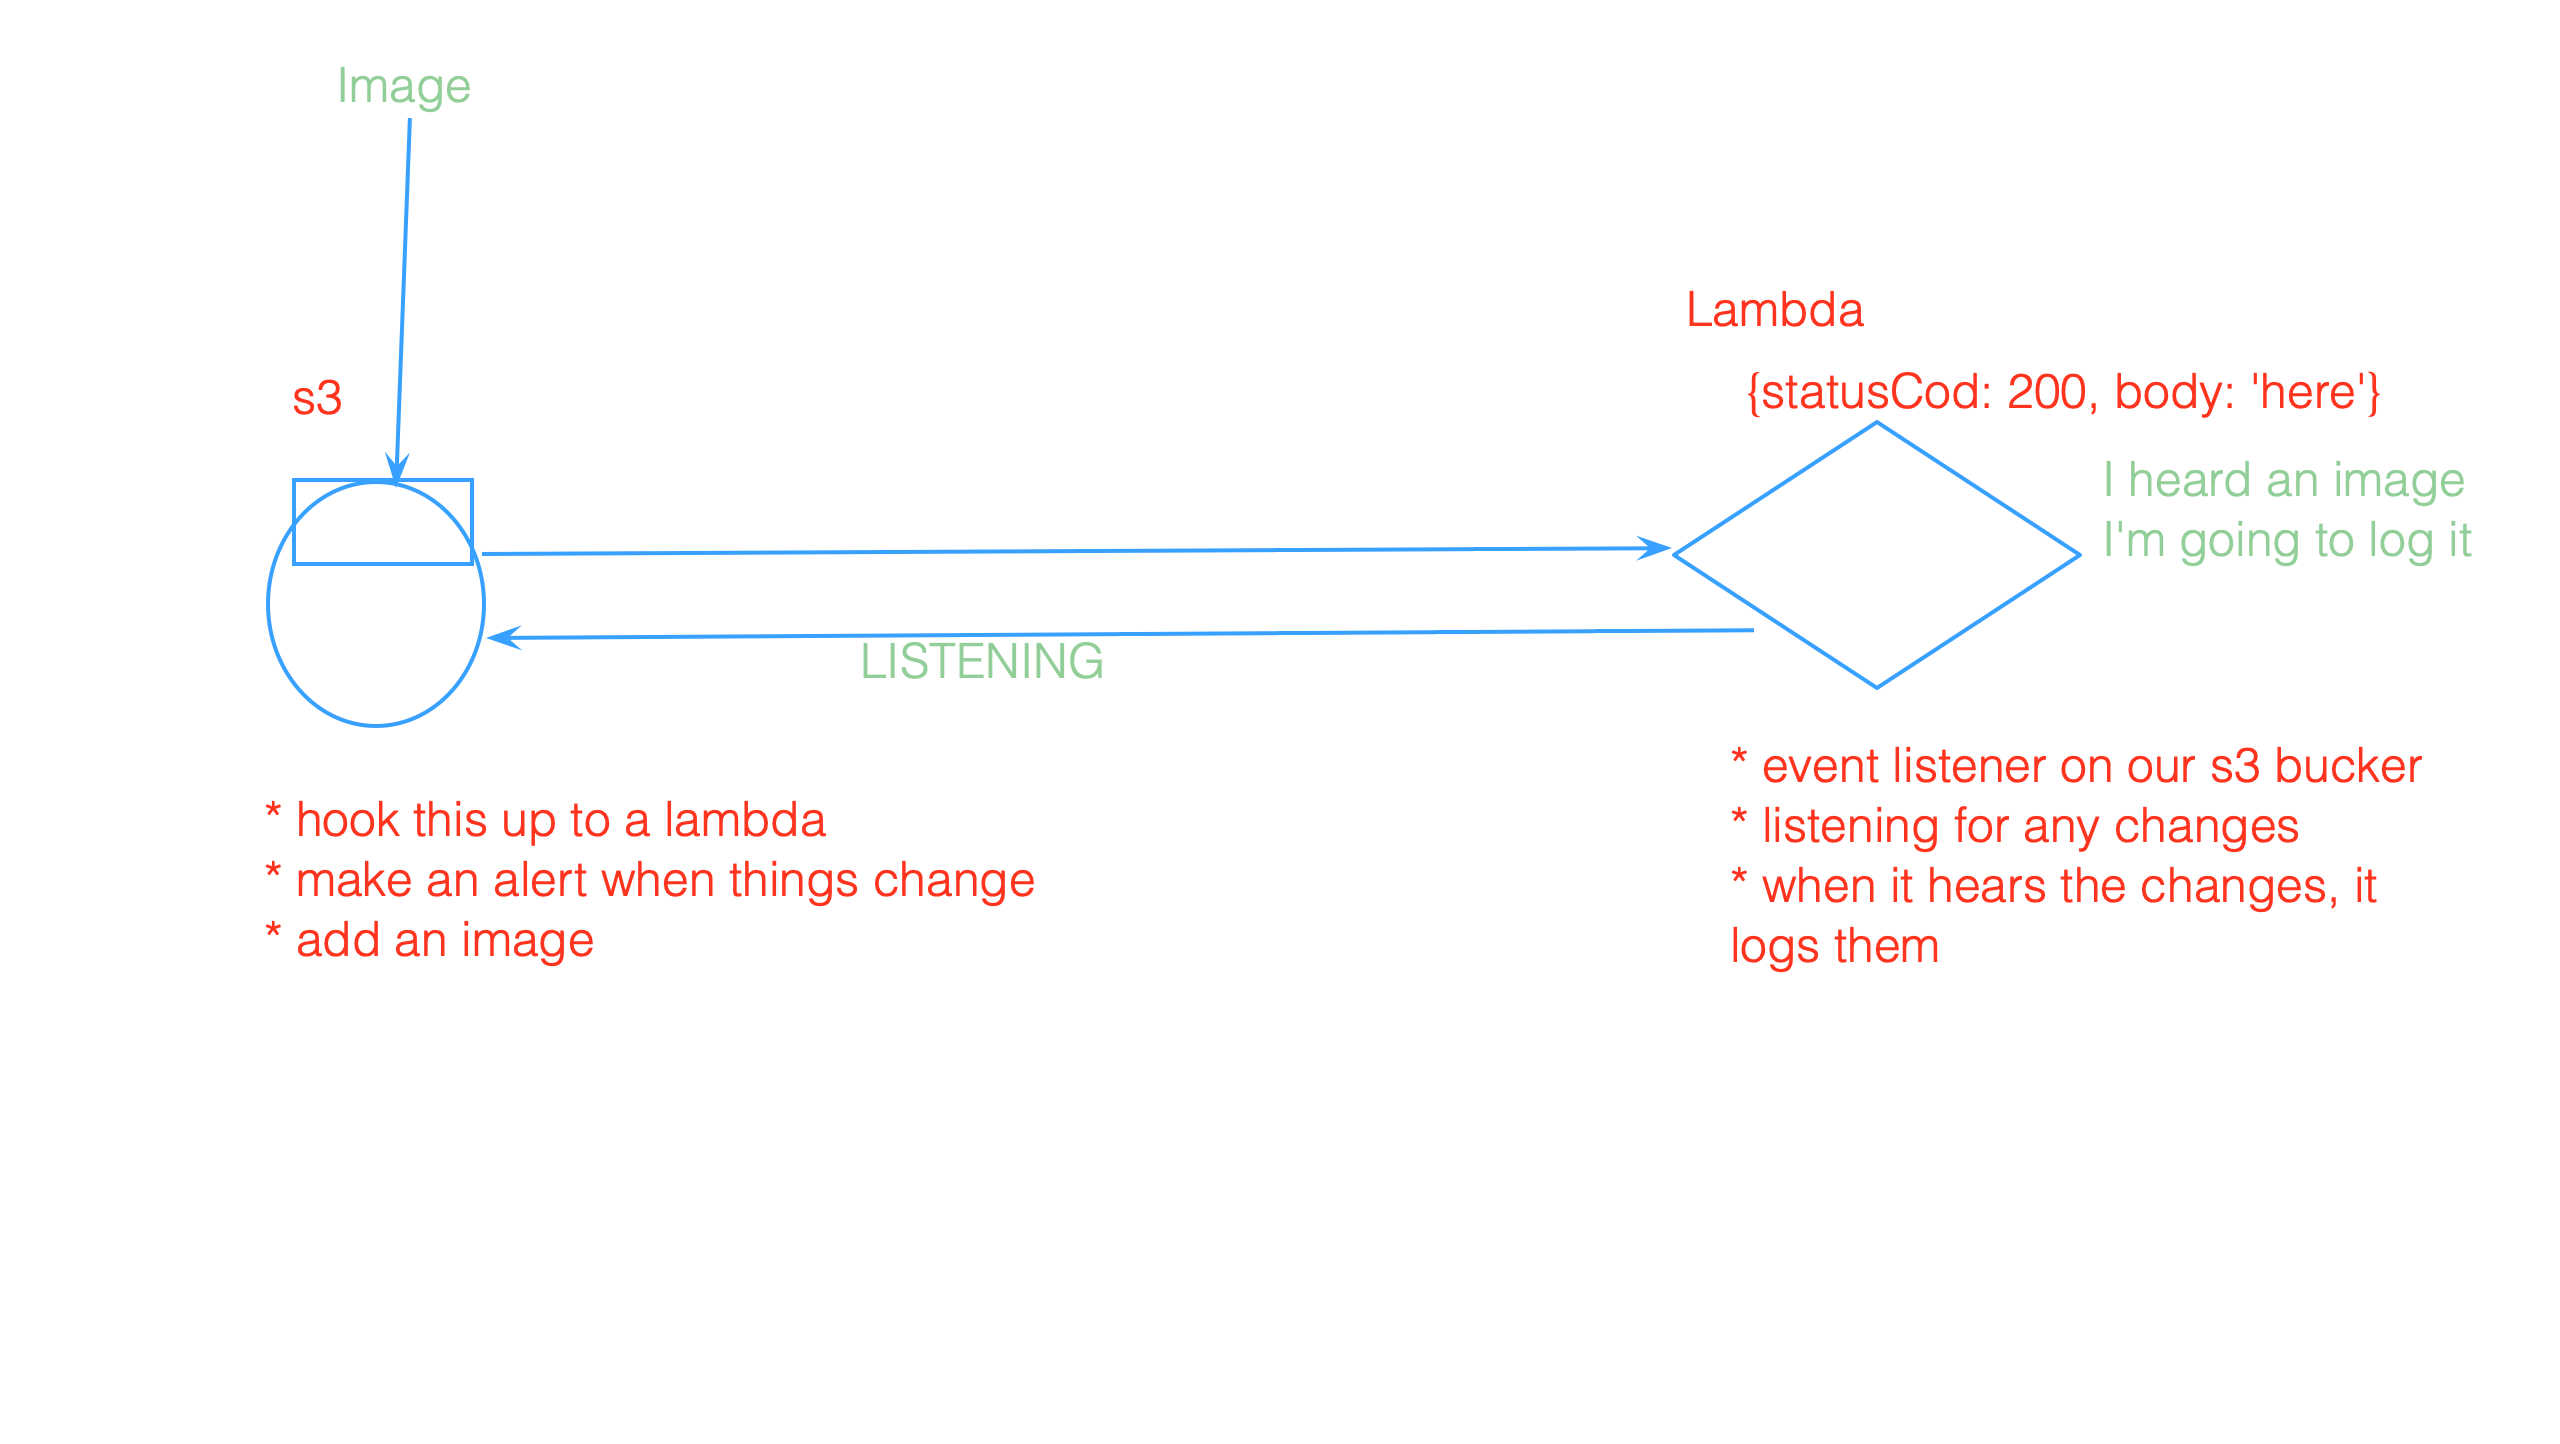 Image
s3
Lambda
{statusCod: 200, body: 'here'}
I heard an image
I'm going to log it
LISTENING
* hook this up to a lambda
* make an alert when things change
* add an image
* event listener on our s3 bucker
* listening for any changes
* when it hears the changes, it
logs them